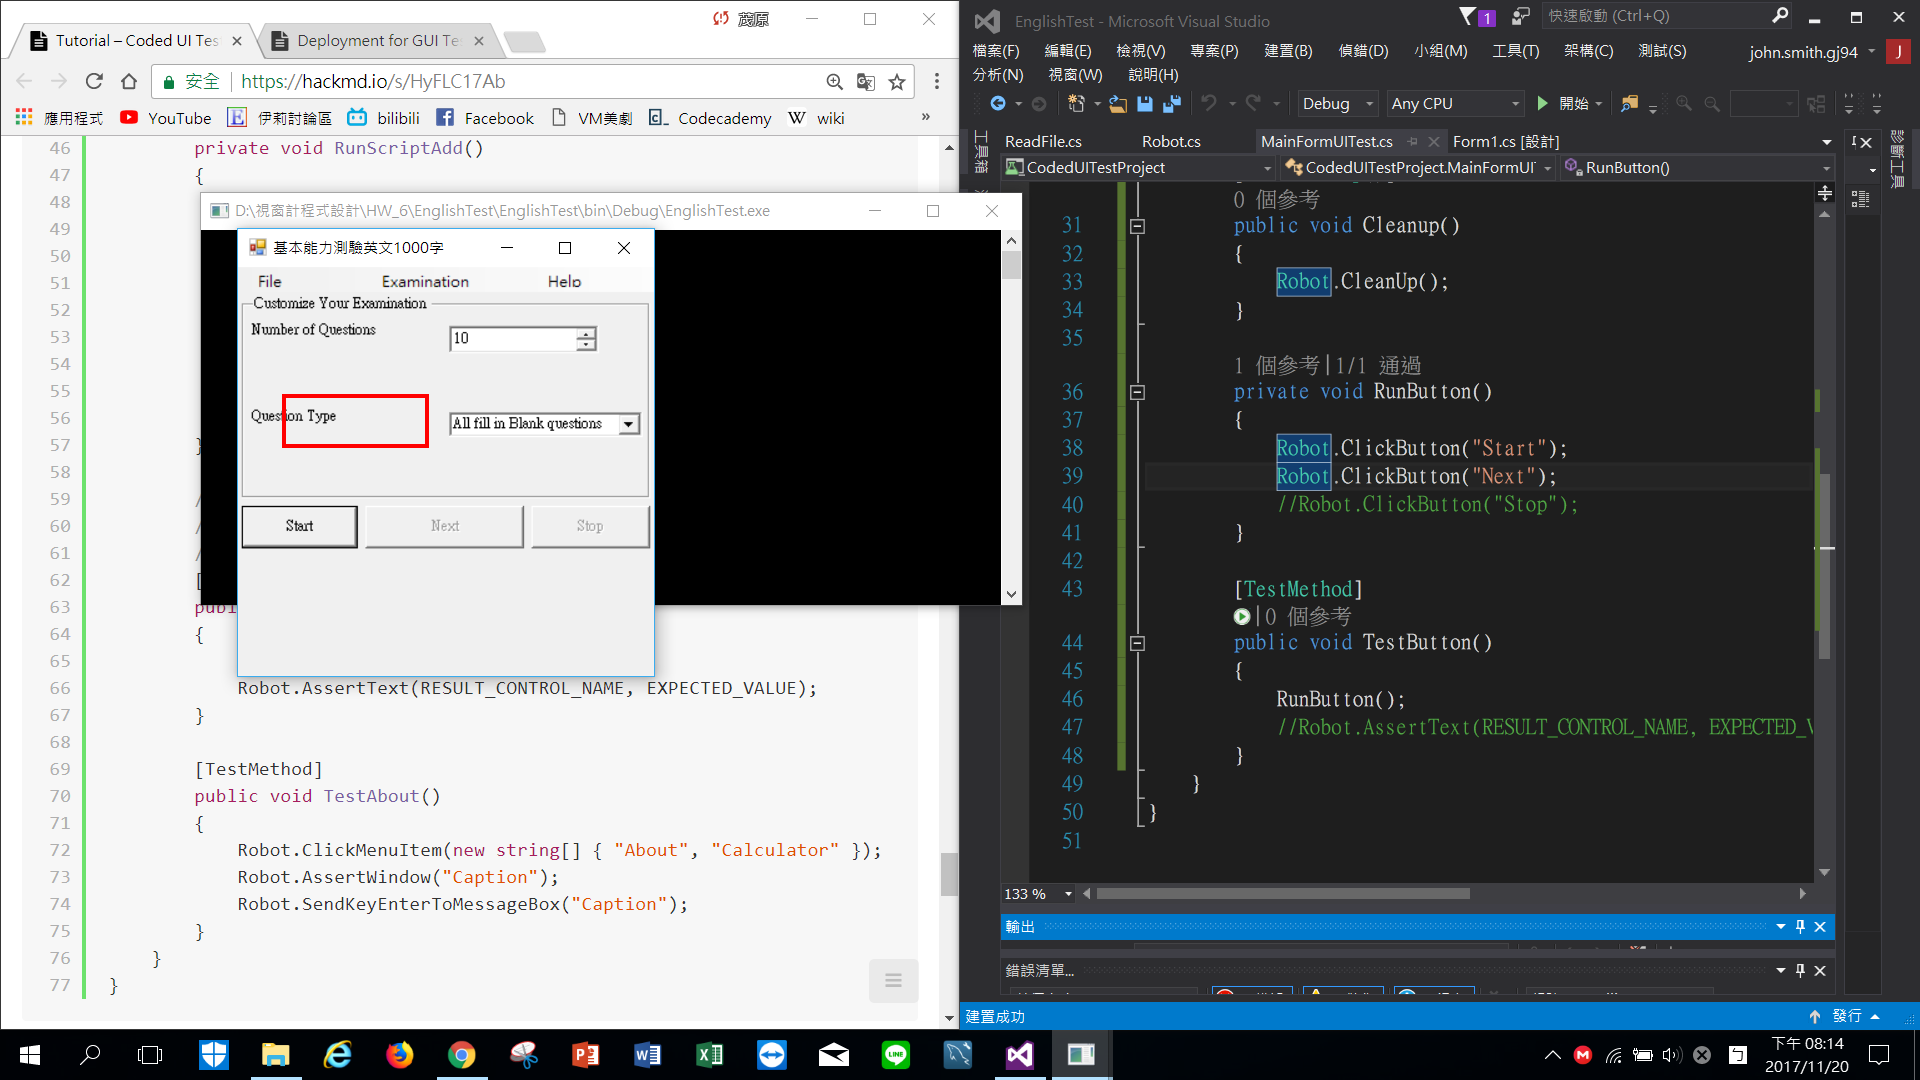 茂原
Tutorial – Coded UI Tes
Deployment for GUI Te
安全
https://hackmd.io/s/HyFLC17Ab
應用程式
YouTube
伊莉討論區
bilibili
Facebook
VM美劇
Codecademy
wiki
»
46 private void RunScriptAdd()
47 {
48
49
50
51
52
53
54
55
56
57 }
58
59 /
60 /
61 /
62 [
63 publ
64 {
65
66 Robot.AssertText(RESULT_CONTROL_NAME, EXPECTED_VALUE);
67 }
68
69 [TestMethod]
70 public void TestAbout()
71 {
72 Robot.ClickMenuItem(new string[] { "About", "Calculator" });
73 Robot.AssertWindow("Caption");
74 Robot.SendKeyEnterToMessageBox("Caption");
75 }
76 }
77 }
D:\視窗計程式設計\HW_6\EnglishTest\EnglishTest\bin\Debug\EnglishTest.exe
基本能力測驗英文1000字
File Examination Help
Customize Your Examination
Number of Questions 10
Question Type All fill in Blank questions
Start Next Stop
EnglishTest - Microsoft Visual Studio
1
快速啟動 (Ctrl+Q)
檔案(F) 編輯(E) 檢視(V) 專案(P) 建置(B) 偵錯(D) 小組(M) 工具(T) 架構(C) 測試(S)
john.smith.gj94 J
分析(N) 視窗(W) 說明(H)
Debug Any CPU 開始
工具箱
ReadFile.cs Robot.cs MainFormUITest.cs Form1.cs [設計]
診斷工具
CodedUITestProject CodedUITestProject.MainFormUI RunButton()
0 個參考
31 public void Cleanup()
32 {
33 Robot.CleanUp();
34 }
35
1 個參考|1/1 通過
36 private void RunButton()
37 {
38 Robot.ClickButton("Start");
39 Robot.ClickButton("Next");
40 //Robot.ClickButton("Stop");
41 }
42
43 [TestMethod]
|0 個參考
44 public void TestButton()
45 {
46 RunButton();
47 //Robot.AssertText(RESULT_CONTROL_NAME, EXPECTED_V
48 }
49 }
50 }
51
133 %
輸出
錯誤清單...
建置成功
發行
下午 08:14
2017/11/20